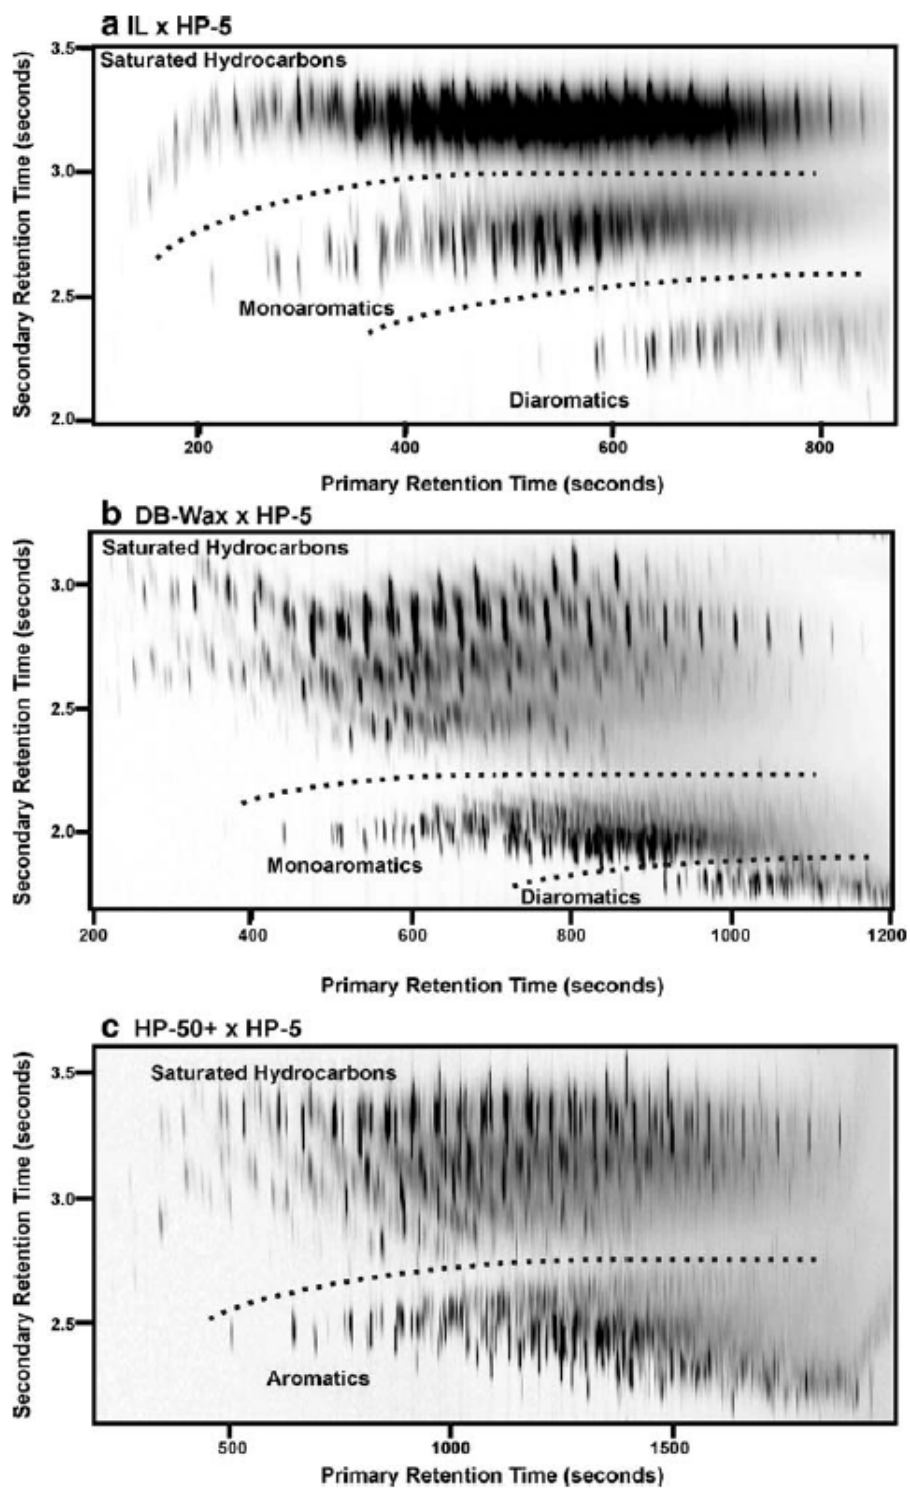 a IL x HP-5
Saturated Hydrocarbons
3.5
3.0
2.5
2.0
Secondary Retention Time (seconds)
Monoaromatics
Diaromatics
200 400 600 800
Primary Retention Time (seconds)
b DB-Wax x HP-5
Saturated Hydrocarbons
3.0
2.5
2.0
Secondary Retention Time (seconds)
Monoaromatics
Diaromatics
200 400 600 800 1000 1200
Primary Retention Time (seconds)
c HP-50+ x HP-5
Saturated Hydrocarbons
3.5
3.0
2.5
Secondary Retention Time (seconds)
Aromatics
500 1000 1500
Primary Retention Time (seconds)